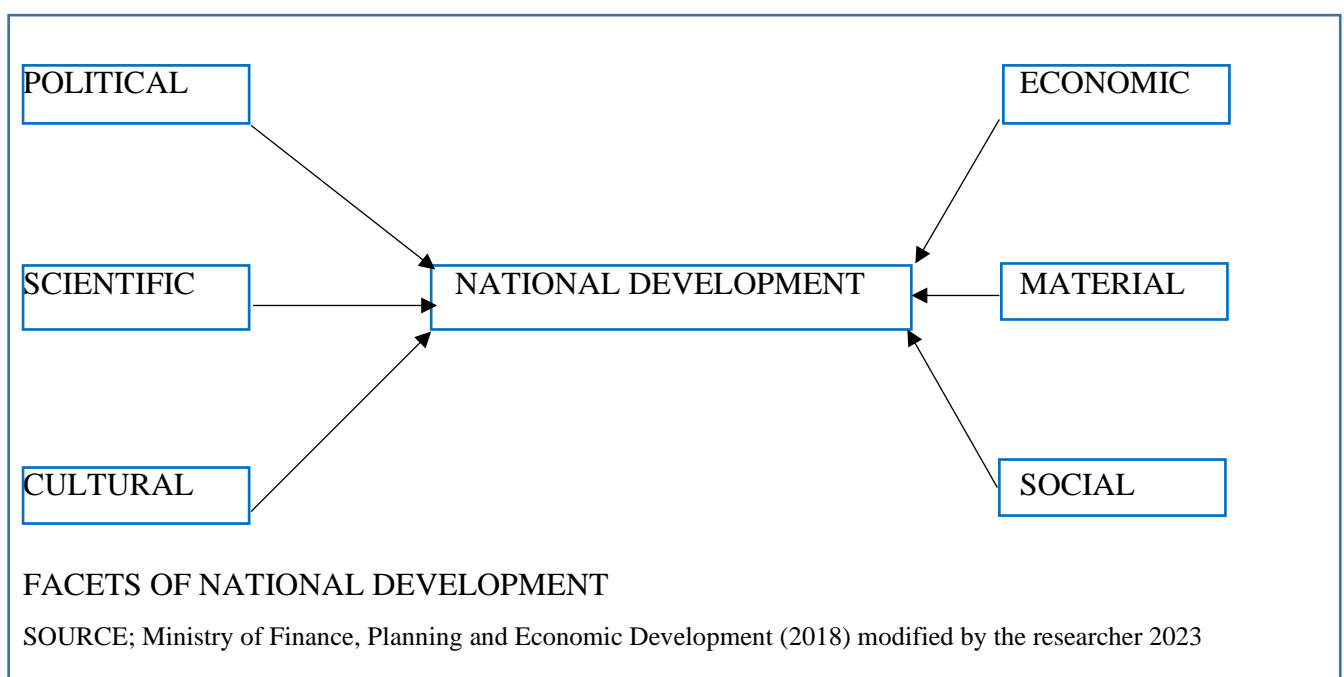 POLITICAL
ECONOMIC
SCIENTIFIC
NATIONAL DEVELOPMENT
MATERIAL
CULTURAL
SOCIAL
FACETS OF NATIONAL DEVELOPMENT
SOURCE; Ministry of Finance, Planning and Economic Development (2018) modified by the researcher 2023